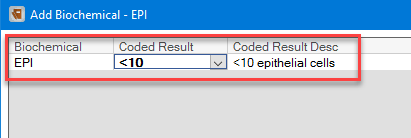 Add Biochemical - EPI
Biochemical Coded Result Coded Result Desc
EPI <10 <10 epithelial cells